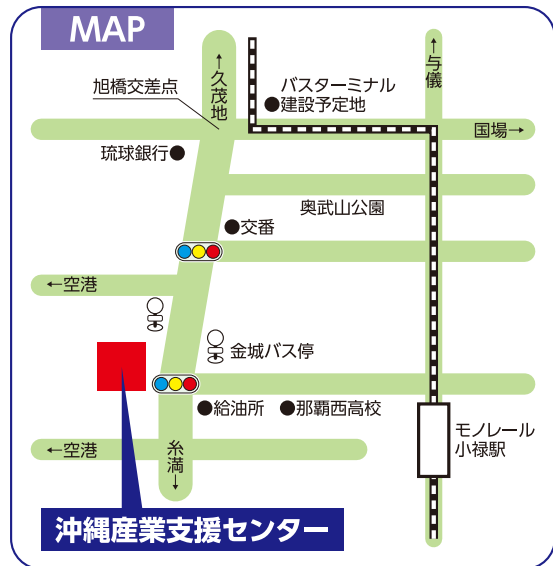 MAP
↑久茂地
↑与儀
旭橋交差点
バスターミナル
●建設予定地
国場→
琉球銀行●
奥武山公園
●交番
←空港
金城バス停
●給油所
●那覇西高校
モノレール
小禄駅
←空港
糸満↓
沖縄産業支援センター